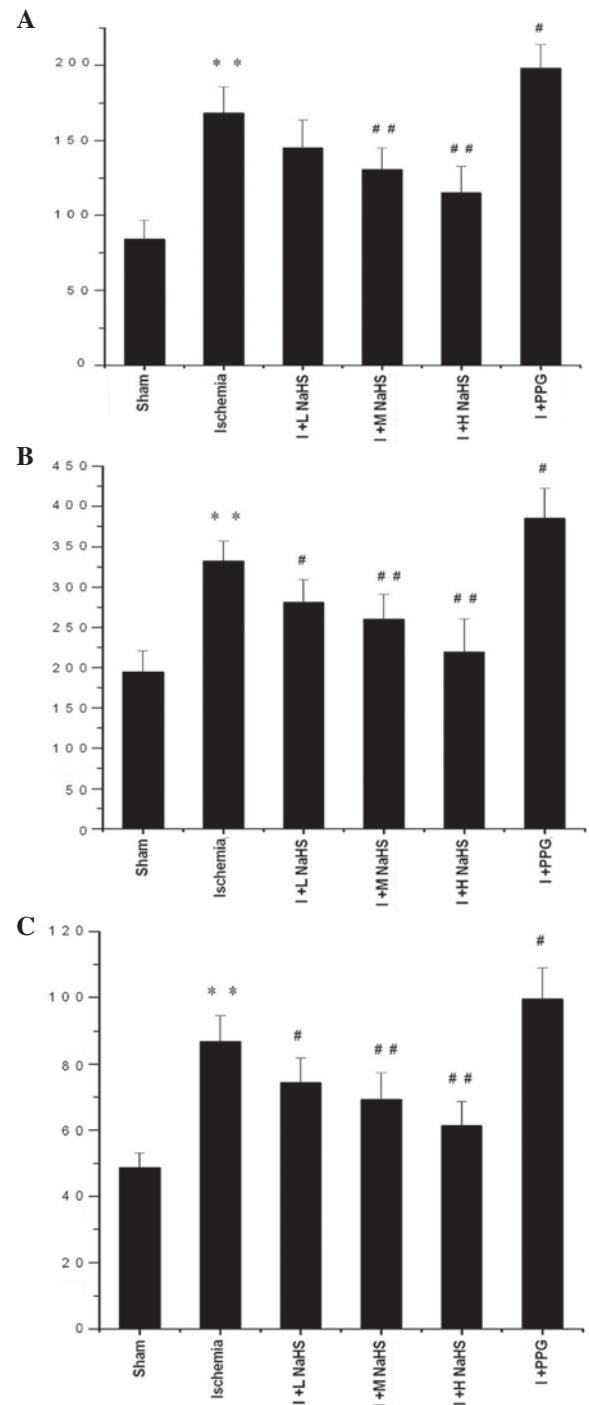 A
#
200
* *
# #
150
# #
100
50
0
Sham
Ischemia
I +L NaHS
I +M NaHS
I +H NaHS
I +PPG
B
450
#
400
* *
350
#
300
# #
# #
250
200
150
100
50
0
Sham
Ischemia
I +L NaHS
I +M NaHS
I +H NaHS
I +PPG
C
120
#
100
* *
#
# #
80
# #
60
40
20
0
Sham
Ischemia
I +L NaHS
I +M NaHS
I +H NaHS
I +PPG